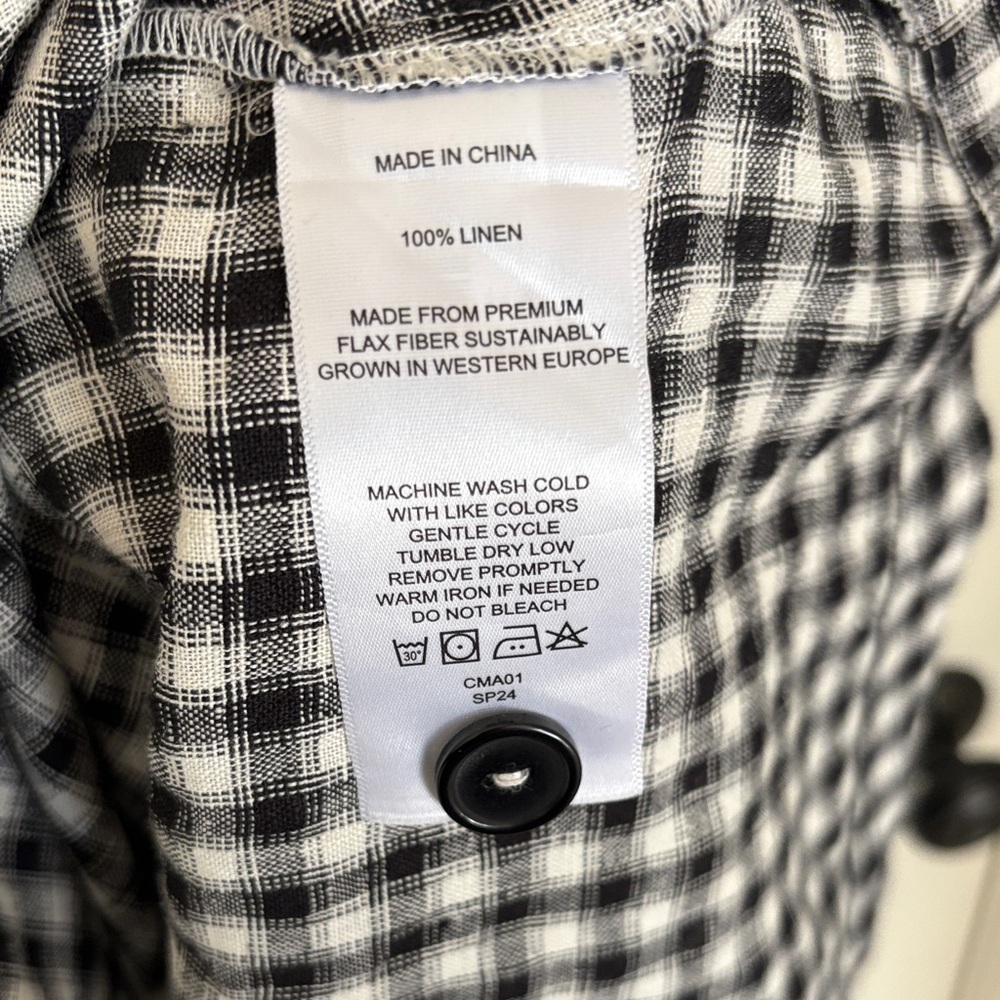 MADE IN CHINA
100% LINEN
MADE FROM PREMIUM
FLAX FIBER SUSTAINABLY
GROWN IN WESTERN EUROPE
MACHINE WASH COLD
WITH LIKE COLORS
GENTLE CYCLE
TUMBLE DRY LOW
REMOVE PROMPTLY
WARM IRON IF NEEDED
DO NOT BLEACH
30°
CMA01
SP24